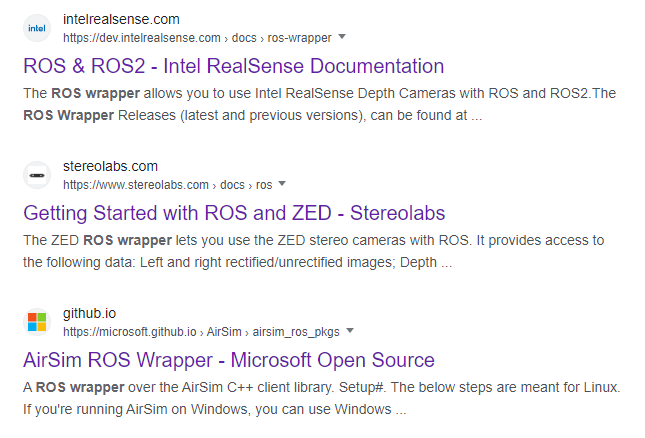 intel
intelrealsense.com
https://dev.intelrealsense.com › docs › ros-wrapper
ROS & ROS2 - Intel RealSense Documentation
The ROS wrapper allows you to use Intel RealSense Depth Cameras with ROS and ROS2.The
ROS Wrapper Releases (latest and previous versions), can be found at ...
stereolabs.com
https://www.stereolabs.com › docs › ros
Getting Started with ROS and ZED - Stereolabs
The ZED ROS wrapper lets you use the ZED stereo cameras with ROS. It provides access to
the following data: Left and right rectified/unrectified images; Depth ...
github.io
https://microsoft.github.io › AirSim › airsim_ros_pkgs
AirSim ROS Wrapper - Microsoft Open Source
A ROS wrapper over the AirSim C++ client library. Setup#. The below steps are meant for Linux.
If you're running AirSim on Windows, you can use Windows ...